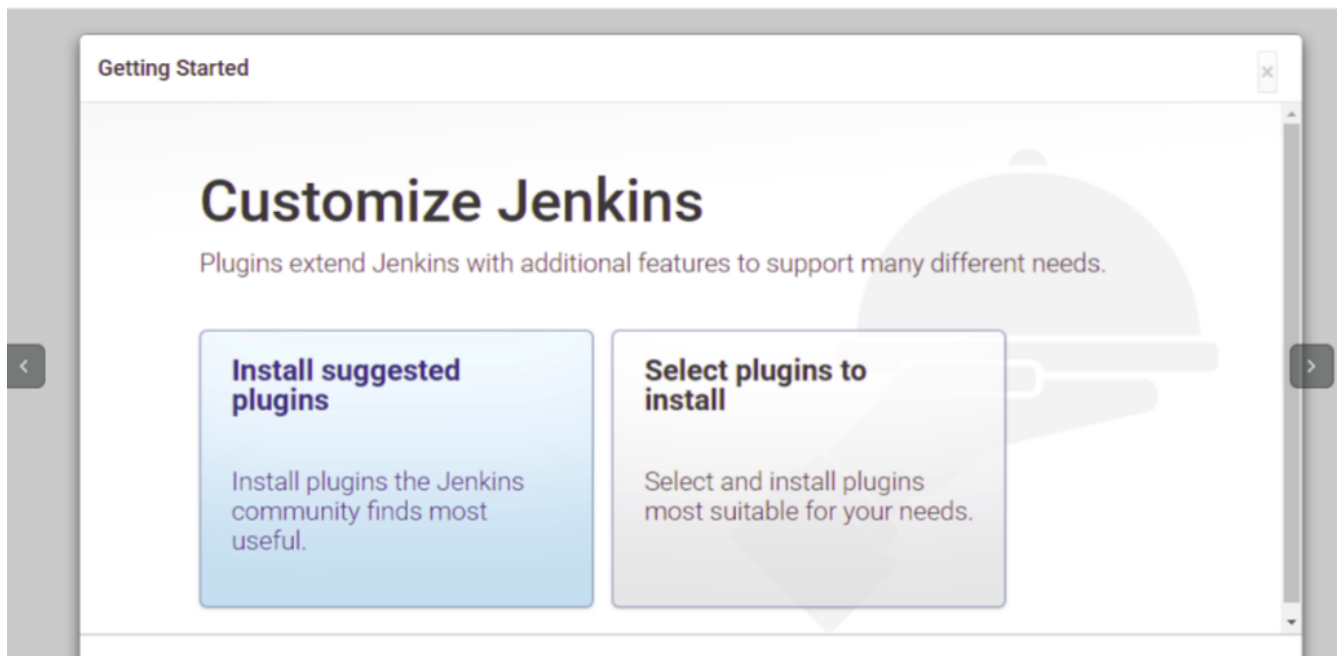 Getting Started
×
Customize Jenkins
Plugins extend Jenkins with additional features to support many different needs.
Install suggested
plugins
Install plugins the Jenkins
community finds most
useful.
Select plugins to
install
Select and install plugins
most suitable for your needs.